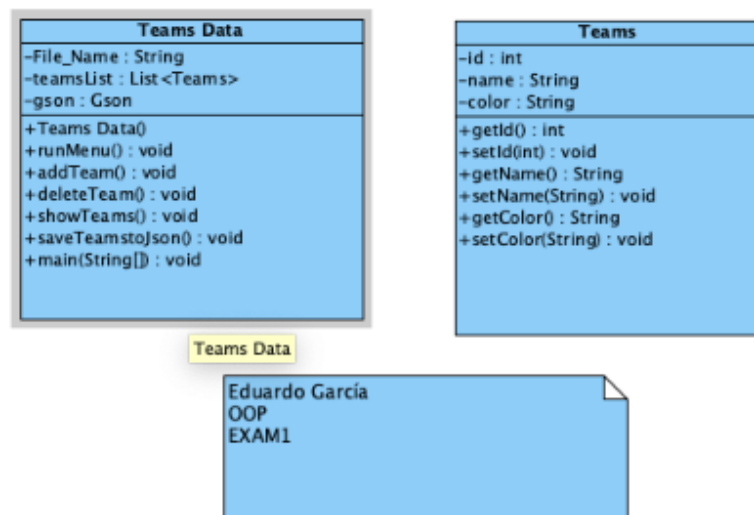 Teams Data
-File_Name : String
-teamsList : List<Teams>
-gson : Gson
+Teams Data()
+runMenu() : void
+addTeam() : void
+deleteTeam() : void
+showTeams() : void
+saveTeamstoJson() : void
+main(String[]) : void
Teams
-id : int
-name : String
-color : String
+getId() : int
+setId(int) : void
+getName() : String
+setName(String) : void
+getColor() : String
+setColor(String) : void
Teams Data
Eduardo García
OOP
EXAM1